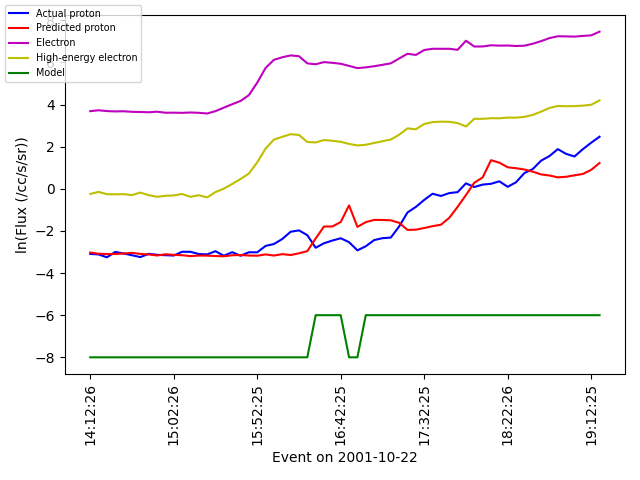 Actual proton
Predicted proton
Electron
High-energy electron
Model
4
2
0
−2
−4
−6
−8
ln(Flux (/cc/s/sr))
14:12:26
15:02:26
15:52:25
16:42:25
17:32:25
18:22:26
19:12:25
Event on 2001-10-22